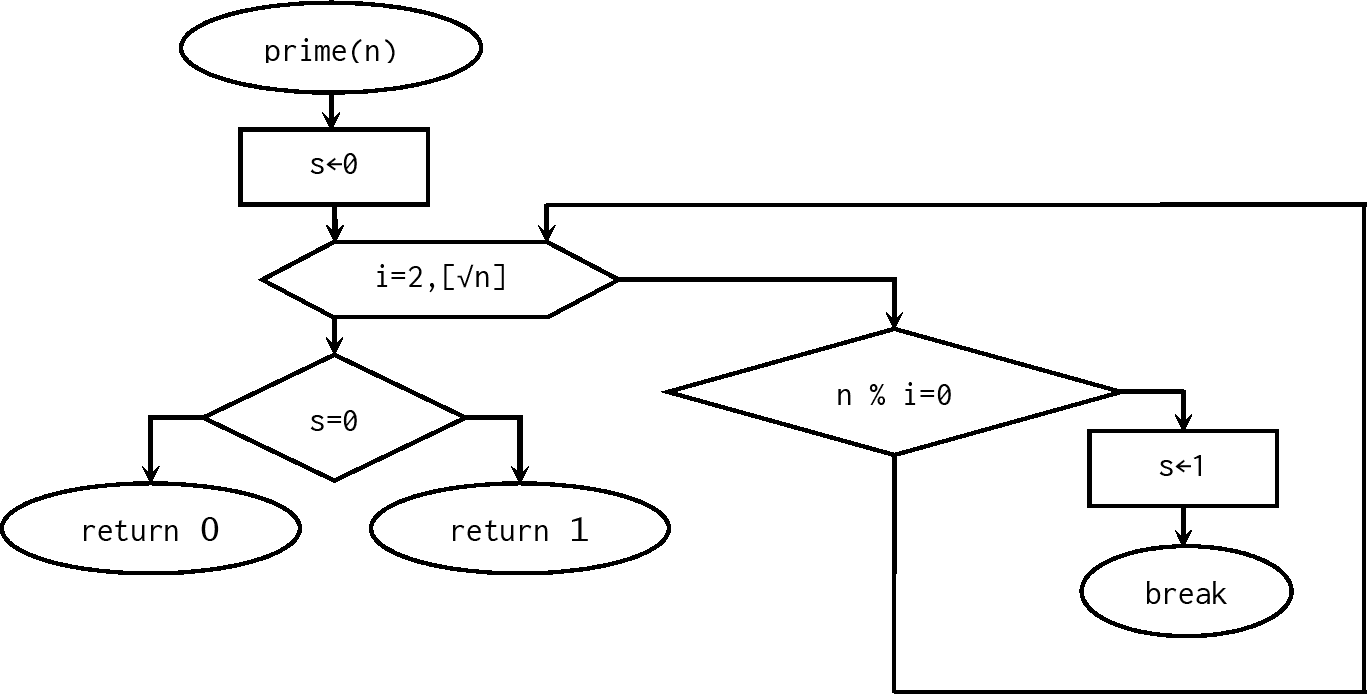 prime(n)
s←0
i=2,[√n]
n % i=0
s=0
s←1
return 0
return 1
break